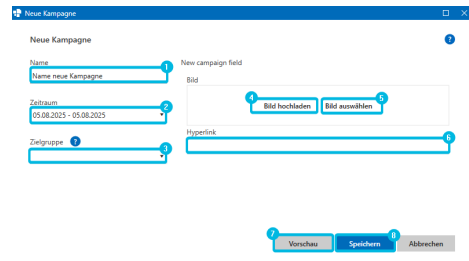 Neue Kampagne
Neue Kampagne
?
Name
1
New campaign field
Name neue Kampagne
Bild
4
5
Bild hochladen
Bild auswählen
Zeitraum
2
05.08.2025 - 05.08.2025
Hyperlink
6
Zielgruppe
?
3
7
8
Vorschau
Speichern
Abbrechen